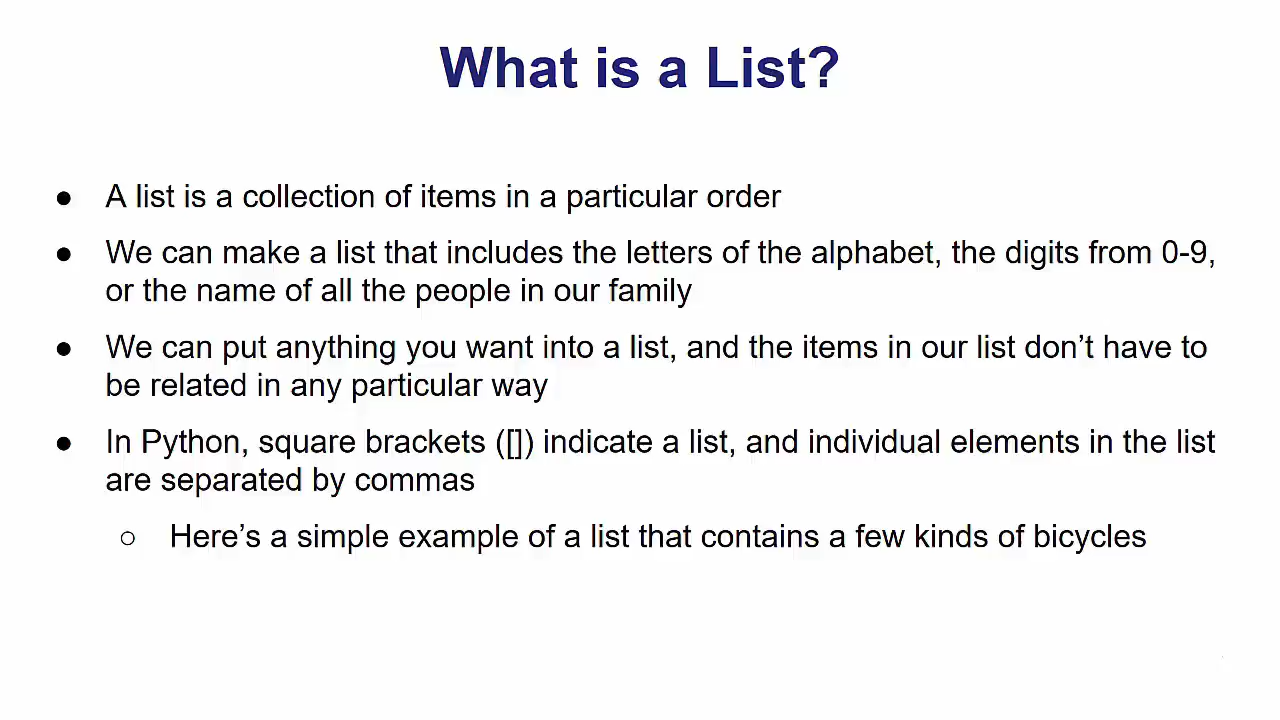 What is a List?
● A list is a collection of items in a particular order
● We can make a list that includes the letters of the alphabet, the digits from 0-9,
or the name of all the people in our family
● We can put anything you want into a list, and the items in our list don’t have to
be related in any particular way
● In Python, square brackets ([]) indicate a list, and individual elements in the list
are separated by commas
○ Here’s a simple example of a list that contains a few kinds of bicycles